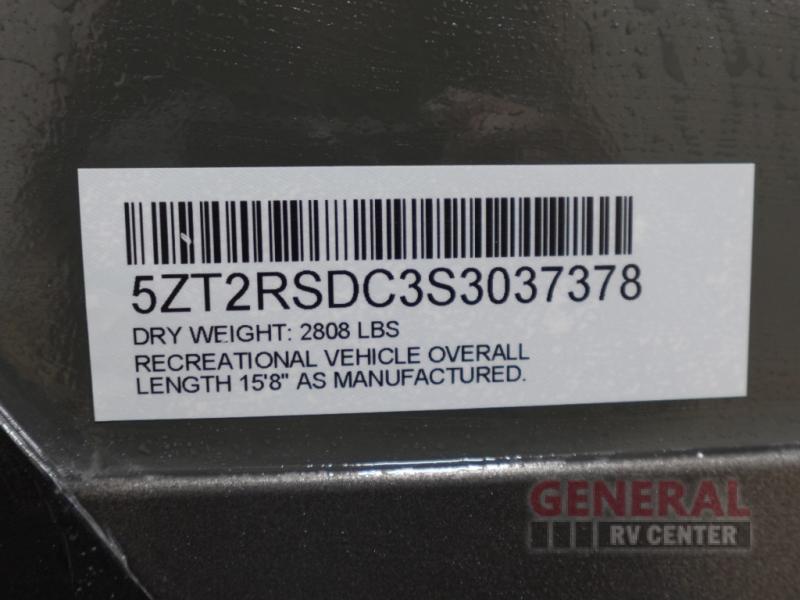 5ZT2RSDC3S3037378
DRY WEIGHT: 2808 LBS
RECREATIONAL VEHICLE OVERALL
LENGTH 15'8" AS MANUFACTURED.
GENERAL
RV CENTER